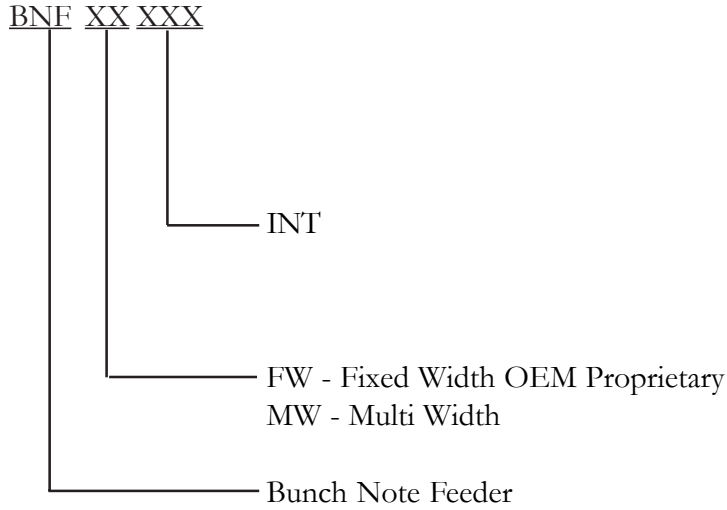 BNF XX XXX
INT
FW - Fixed Width OEM Proprietary
MW - Multi Width
Bunch Note Feeder